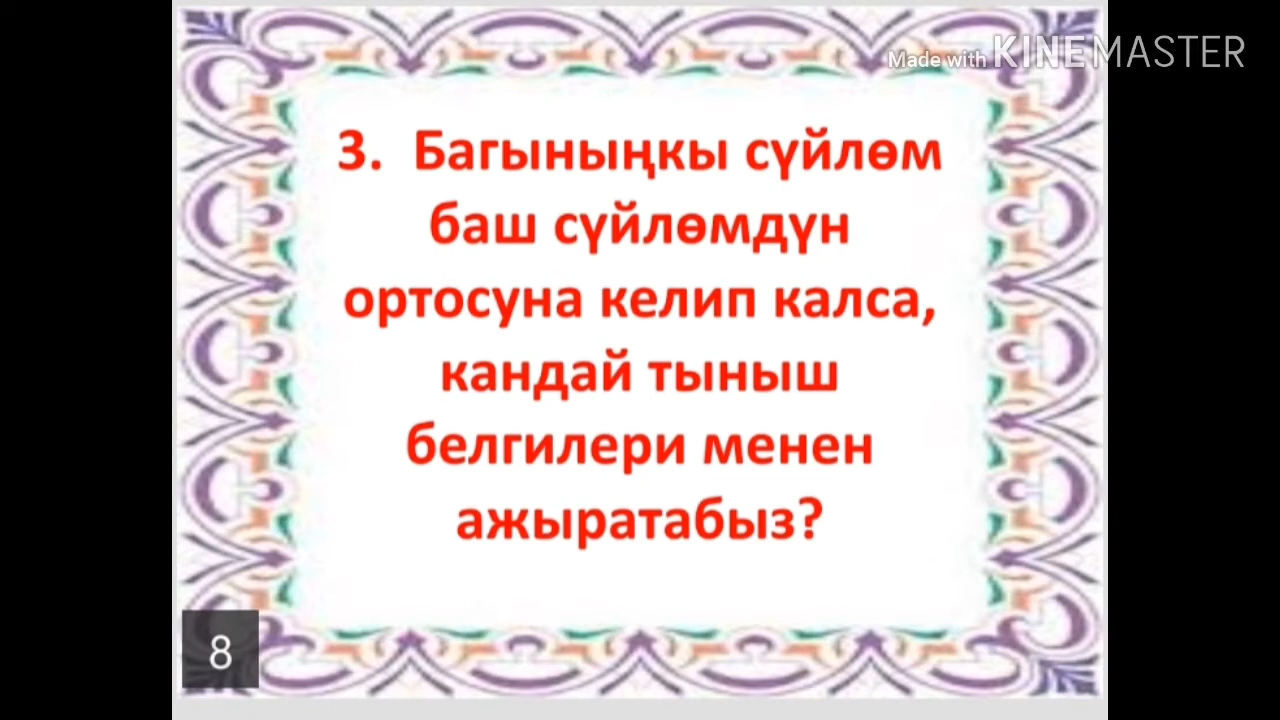 Made with KINEMASTER
3. Багыныңкы сүйлөм
баш сүйлөмдүн
ортосуна келип калса,
кандай тыныш
белгилери менен
ажыратабыз?
8